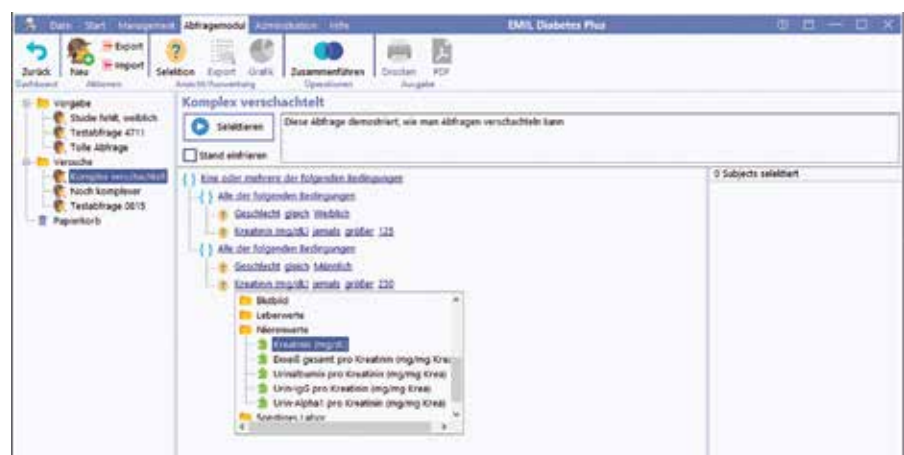 Datei Start Management Abfragemodul Administration Hilfe EMIL Diabetes Plus
Zurück Neu Export Import Selektion Export Grafik Zusammenführen Drucken PDF
Dashboard Aktionen Ansicht/Auswertung Operationen Ausgabe
Vorgabe
Studie feldt, weiblich
Testabfrage 4711
Tolle Abfrage
Versuche
Komplex verschachtelt
Noch komplexer
Testabfrage 0815
Papierkorb
Komplex verschachtelt
Selektieren
Diese Abfrage demostriert, wie man Abfragen verschachteln kann
Stand einfrieren
Eine oder mehrere der folgenden Bedingungen
Alle der folgenden Bedingungen
Geschlecht gleich Weiblich
Kreatinin (mg/dL) jemals größer 125
Alle der folgenden Bedingungen
Geschlecht gleich Männlich
Kreatinin (mg/dL) jemals größer 230
Blutbild
Leberwerte
Nierenwerte
Kreatinin (mg/dL)
Eiweiß gesamt pro Kreatinin (mg/mg Krea
Urinalbumin pro Kreatinin (mg/mg Krea)
Urin-IgG pro Kreatinin (mg/mg Krea)
Urin-Alpha1 pro Kreatinin (mg/mg Krea)
Sonstiges Labor
0 Subjects selektiert